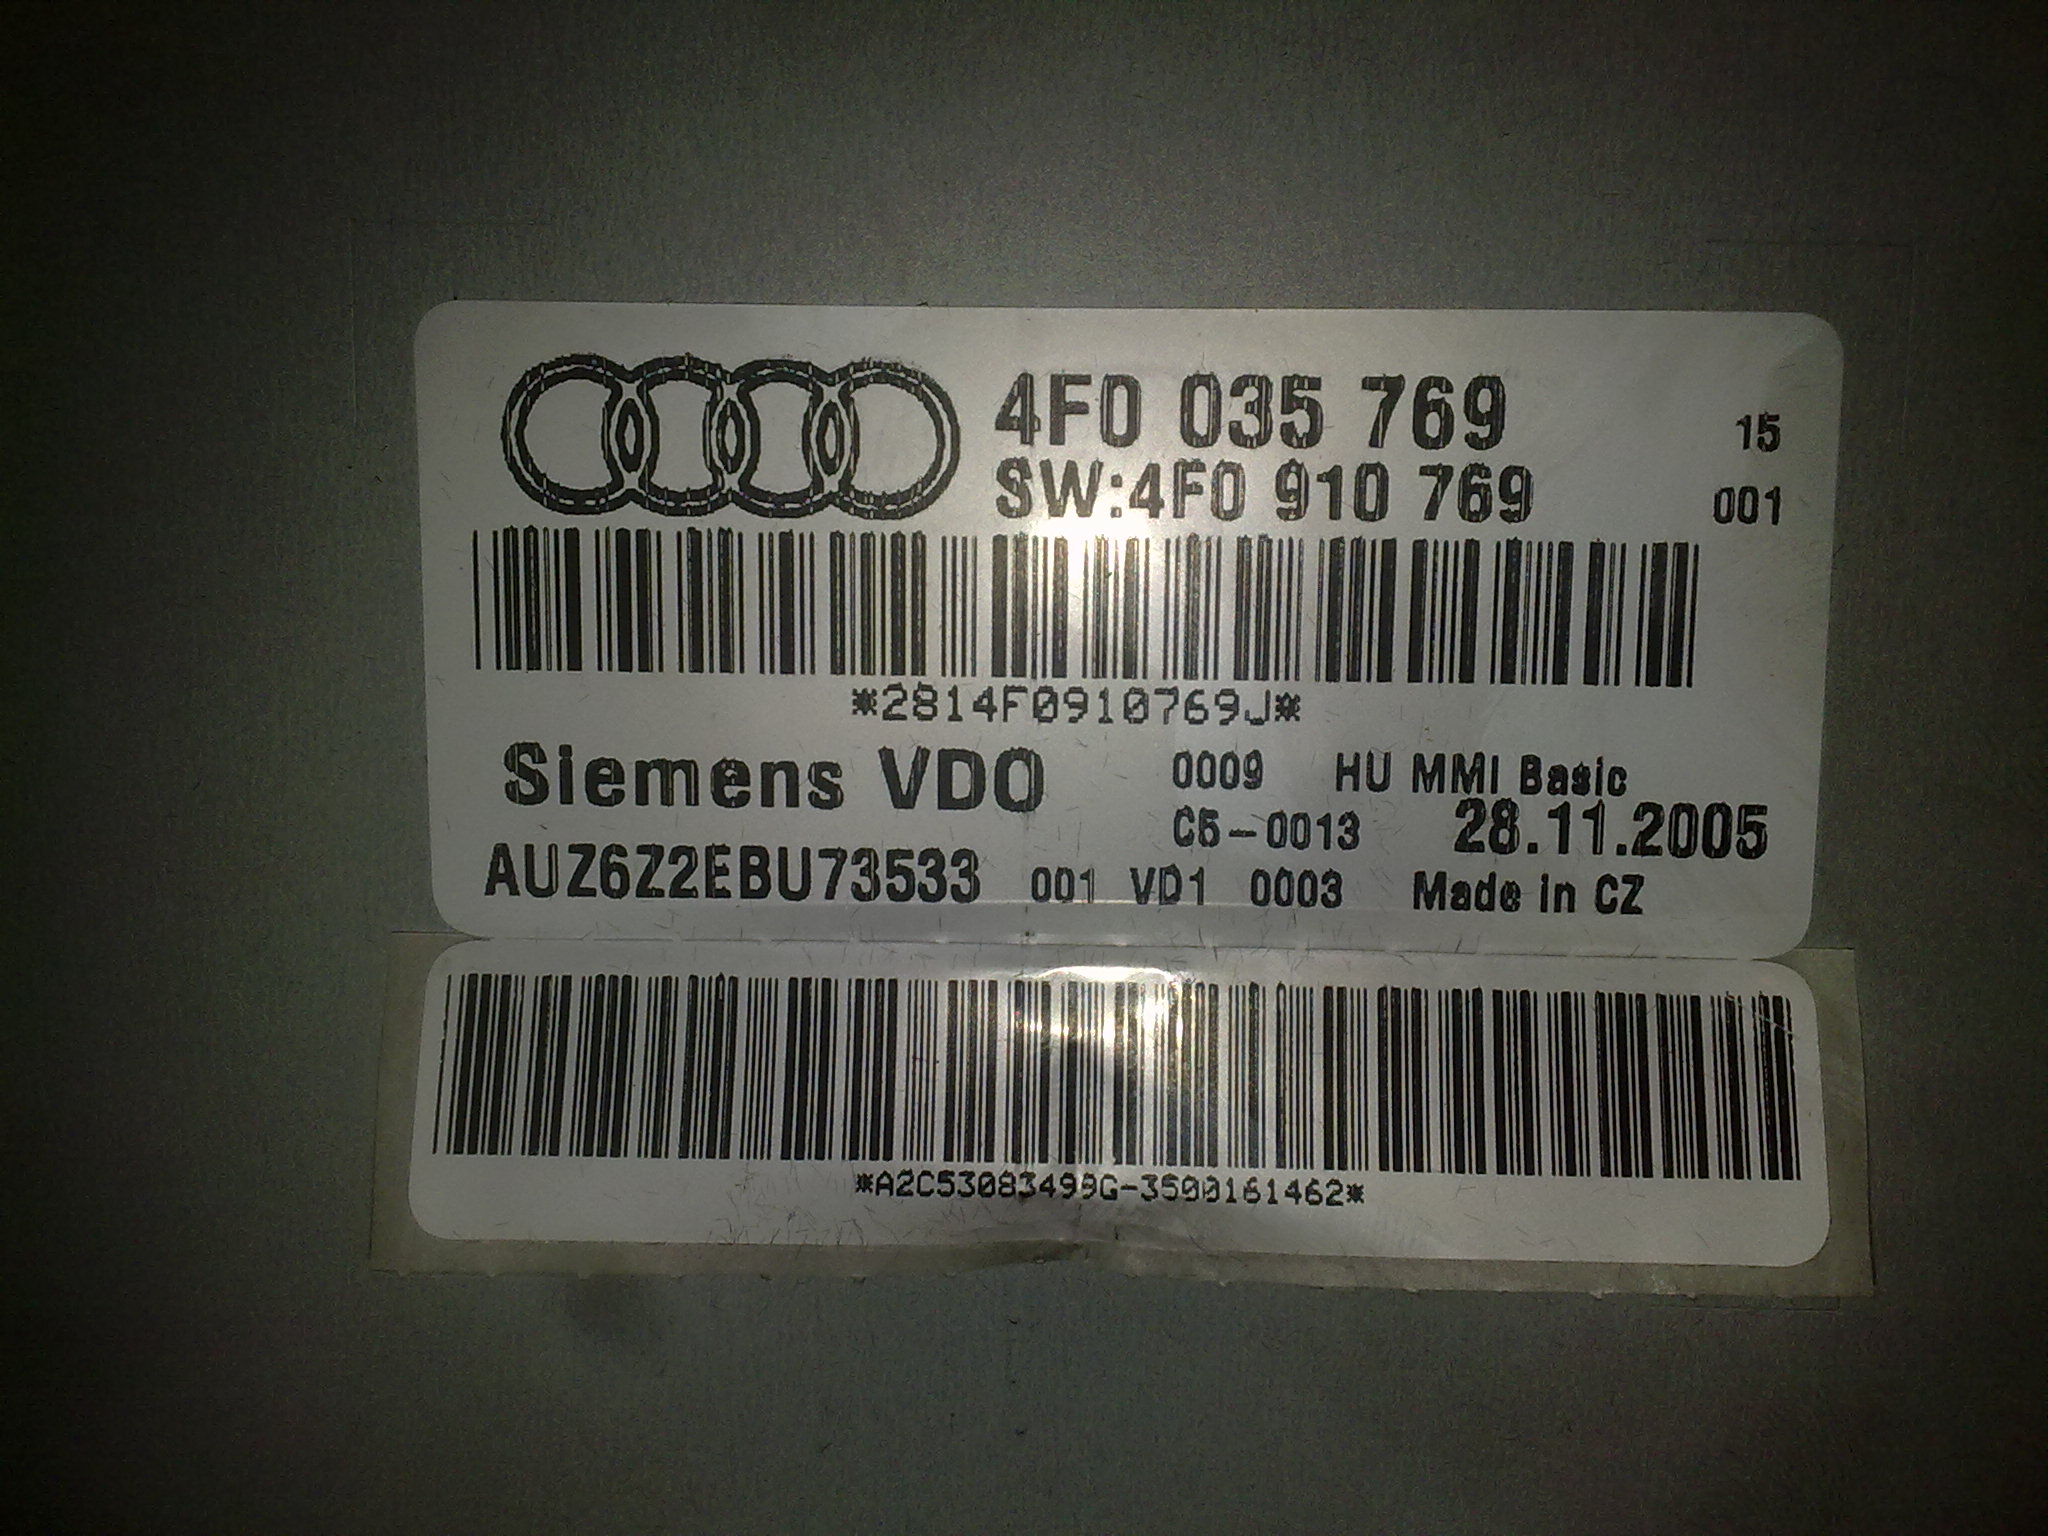 4F0 035 769 15
SW:4F0 910 769 001
*2814F0910769J*
Siemens VDO 0009 HU MMI Basic
C5-0013 28.11.2005
AUZ6Z2EBU73533 001 VD1 0003 Made in CZ
*A2C53083499G-3500161462*